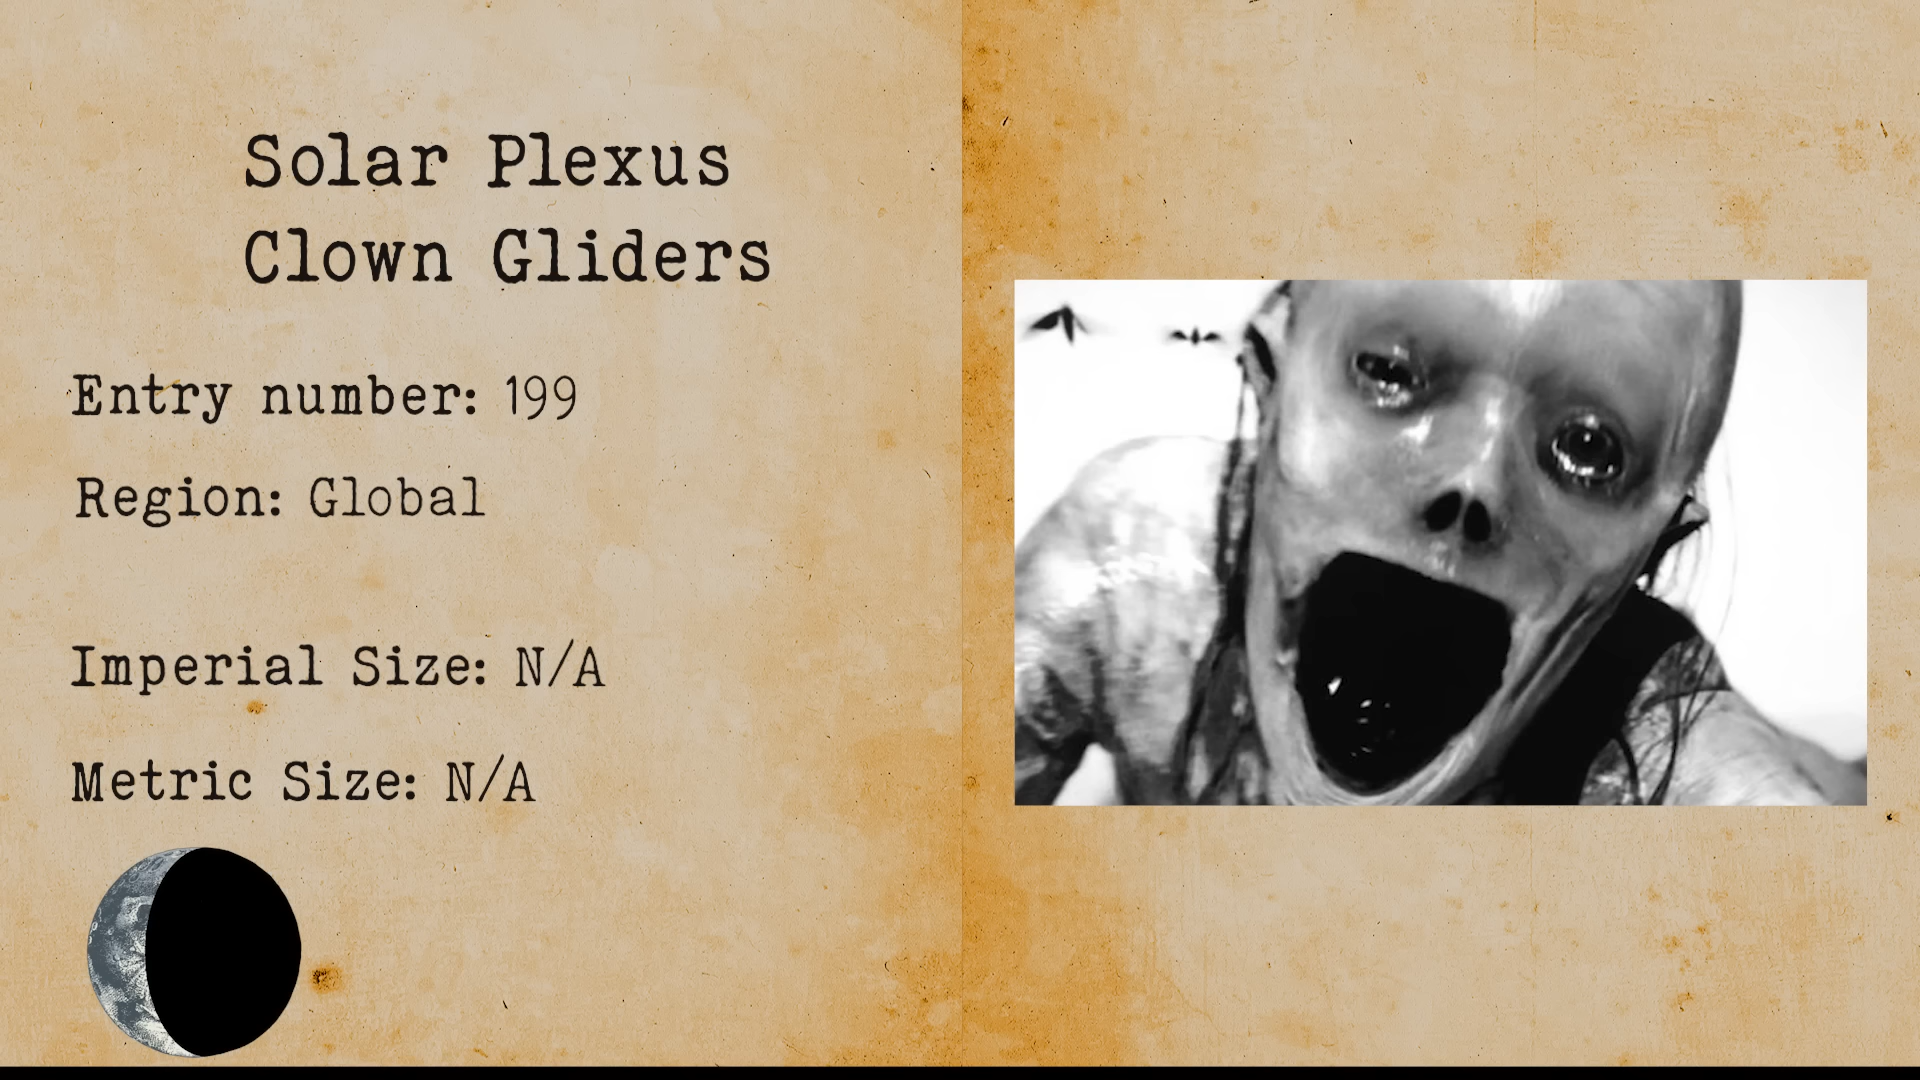 Solar Plexus
Clown Gliders
Entry number: 199
Region: Global
Imperial Size: N/A
Metric Size: N/A